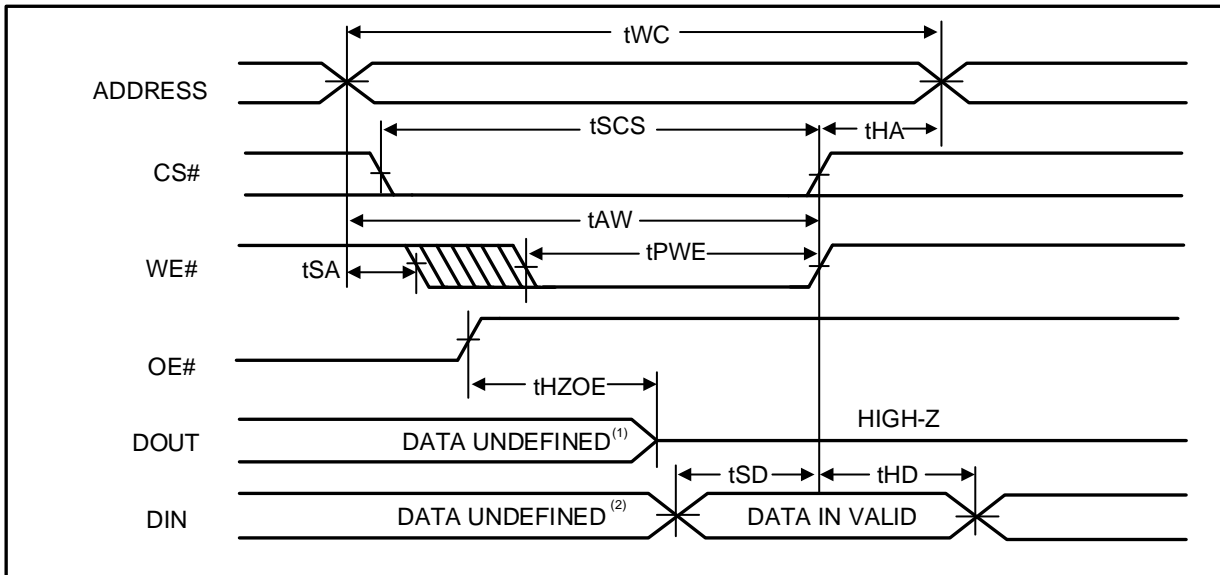 tWC
ADDRESS
tSCS
tHA
CS#
tAW
WE#
tSA
tPWE
OE#
tHZOE
HIGH-Z
DOUT
DATA UNDEFINED(1)
tSD
tHD
DIN
DATA UNDEFINED(2)
DATA IN VALID